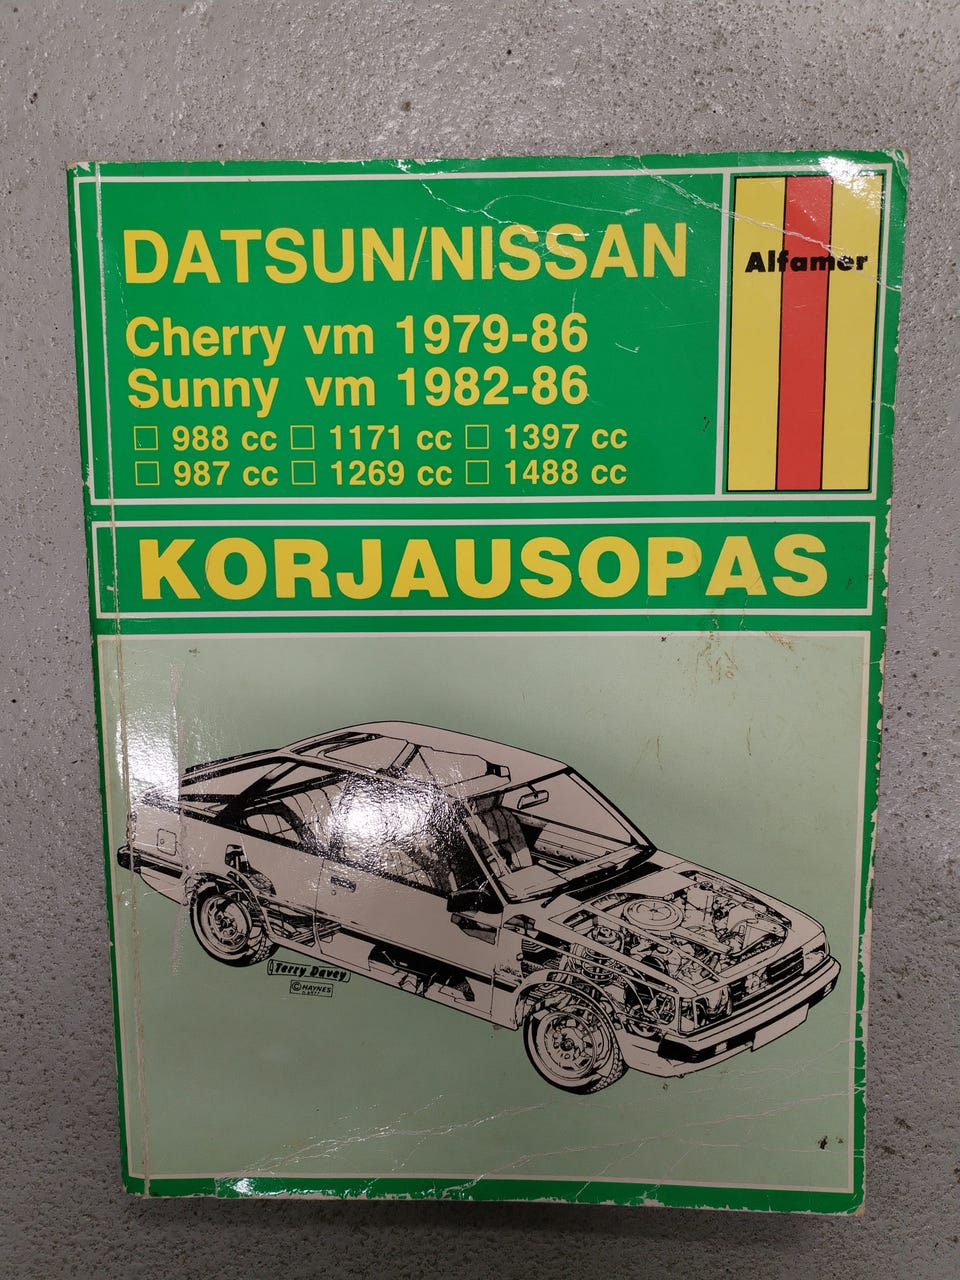 DATSUN/NISSAN
Alfamer
Cherry vm 1979-86
Sunny vm 1982-86
988 cc 1171 cc 1397 cc
987 cc 1269 cc 1488 cc
KORJAUSOPAS
Terry Davey
© HAYNES